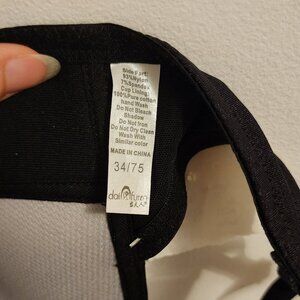 Side Part:
93%Nylon
7%Spandex
Cup Lining:
100%Pure cotton
hand Wash
Do Not Bleach
Shadow
Do Not Iron
Do Not Dry Clean
Wash With
Similar color
MADE IN CHINA
34/75